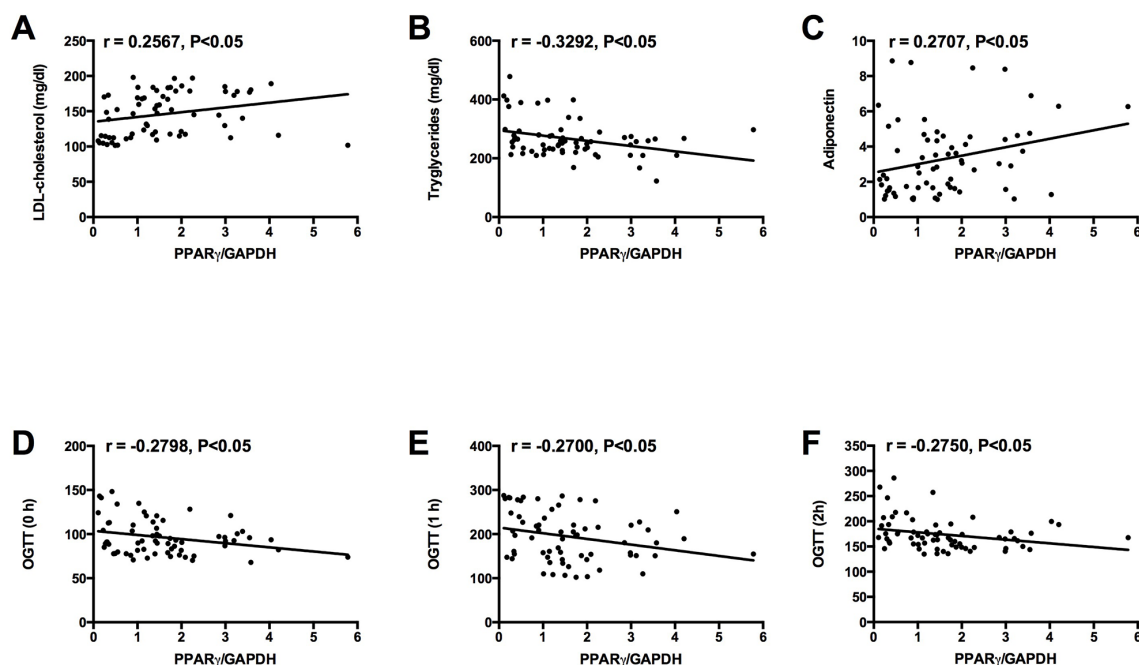 A
r = 0.2567, P<0.05
LDL-cholesterol (mg/dl)
250
200
150
100
50
0
0 1 2 3 4 5 6
PPARγ/GAPDH
B
r = -0.3292, P<0.05
Tryglycerides (mg/dl)
600
400
200
0
0 1 2 3 4 5 6
PPARγ/GAPDH
C
r = 0.2707, P<0.05
Adiponectin
10
8
6
4
2
0
0 1 2 3 4 5 6
PPARγ/GAPDH
D
r = -0.2798, P<0.05
OGTT (0 h)
200
150
100
50
0
0 1 2 3 4 5 6
PPARγ/GAPDH
E
r = -0.2700, P<0.05
OGTT (1 h)
400
300
200
100
0
0 1 2 3 4 5 6
PPARγ/GAPDH
F
r = -0.2750, P<0.05
OGTT (2h)
350
300
250
200
150
100
50
0
0 1 2 3 4 5 6
PPARγ/GAPDH